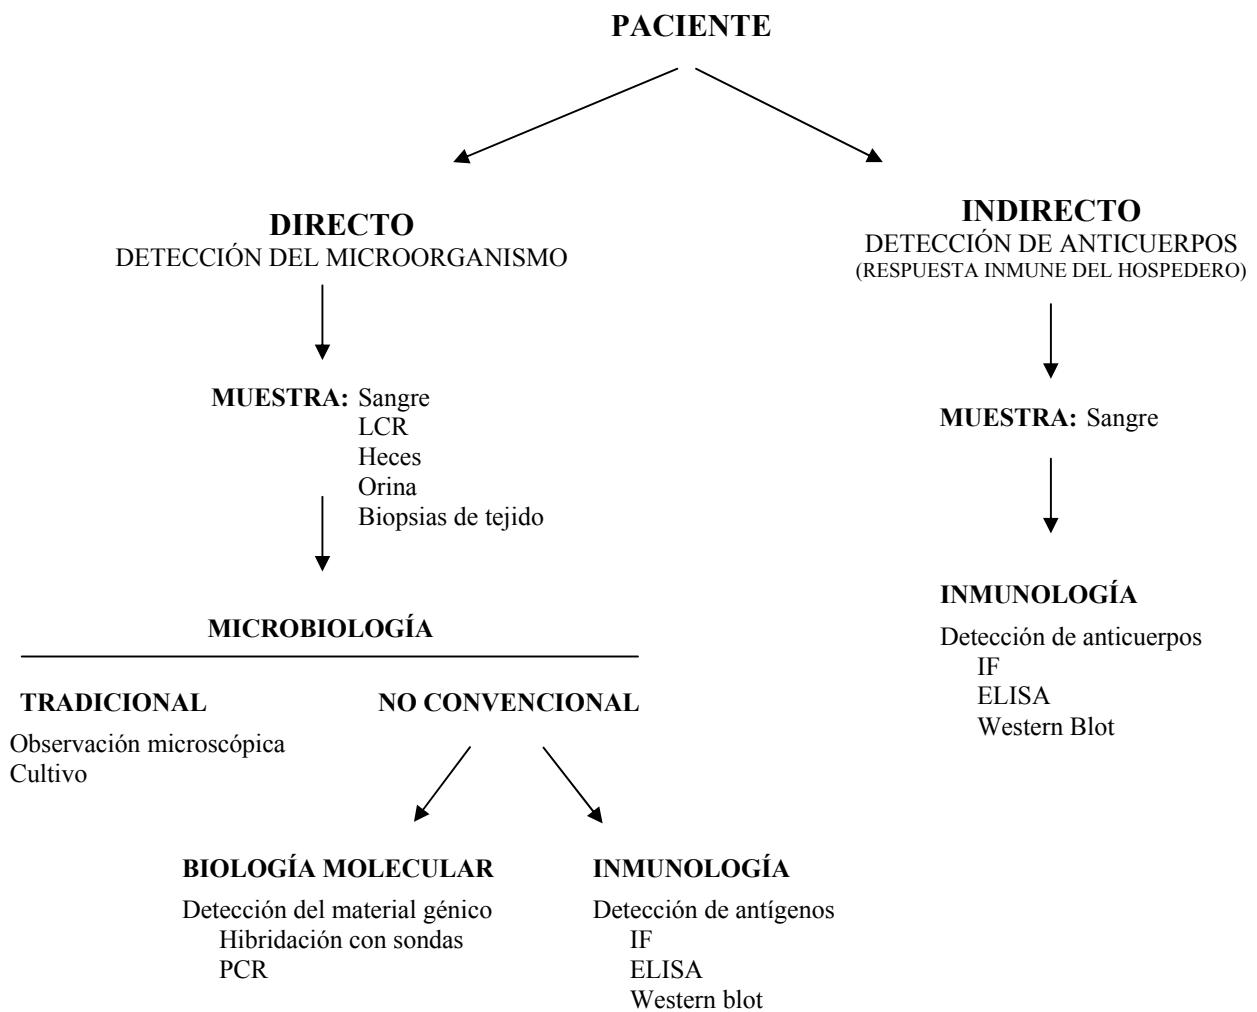 PACIENTE
DIRECTO
DETECCIÓN DEL MICROORGANISMO
MUESTRA: Sangre
LCR
Heces
Orina
Biopsias de tejido
MICROBIOLOGÍA
TRADICIONAL
Observación microscópica
Cultivo
NO CONVENCIONAL
BIOLOGÍA MOLECULAR
Detección del material génico
Hibridación con sondas
PCR
INMUNOLOGÍA
Detección de antígenos
IF
ELISA
Western blot
INDIRECTO
DETECCIÓN DE ANTICUERPOS
(RESPUESTA INMUNE DEL HOSPEDERO)
MUESTRA: Sangre
INMUNOLOGÍA
Detección de anticuerpos
IF
ELISA
Western Blot